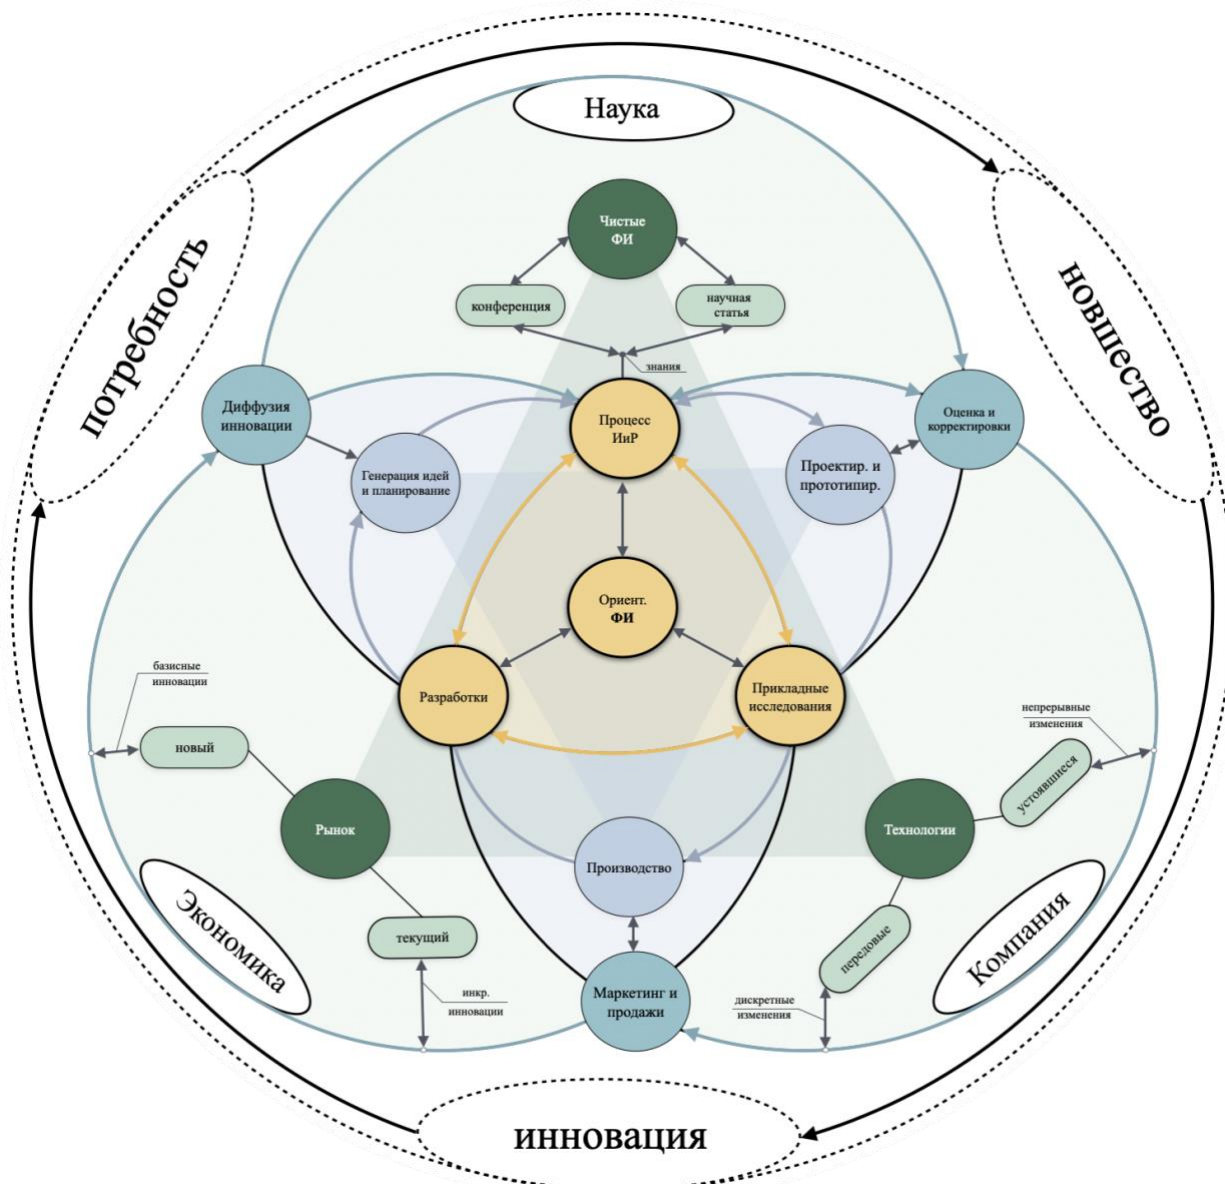 Наука
потребность
новшество
Чистые
ФИ
конференция
научная
статья
знания
Диффузия
инновации
Процесс
ИиР
Оценка и
корректировки
Генерация идей
и планирование
Проектир. и
прототипир.
Ориент.
ФИ
Разработки
Прикладные
исследования
базисные
инновации
новый
непрерывные
изменения
устоявшиеся
Рынок
Технологии
Производство
Экономика
текущий
передовые
Компания
инкр.
инновации
Маркетинг и
продажи
дискретные
изменения
инновация